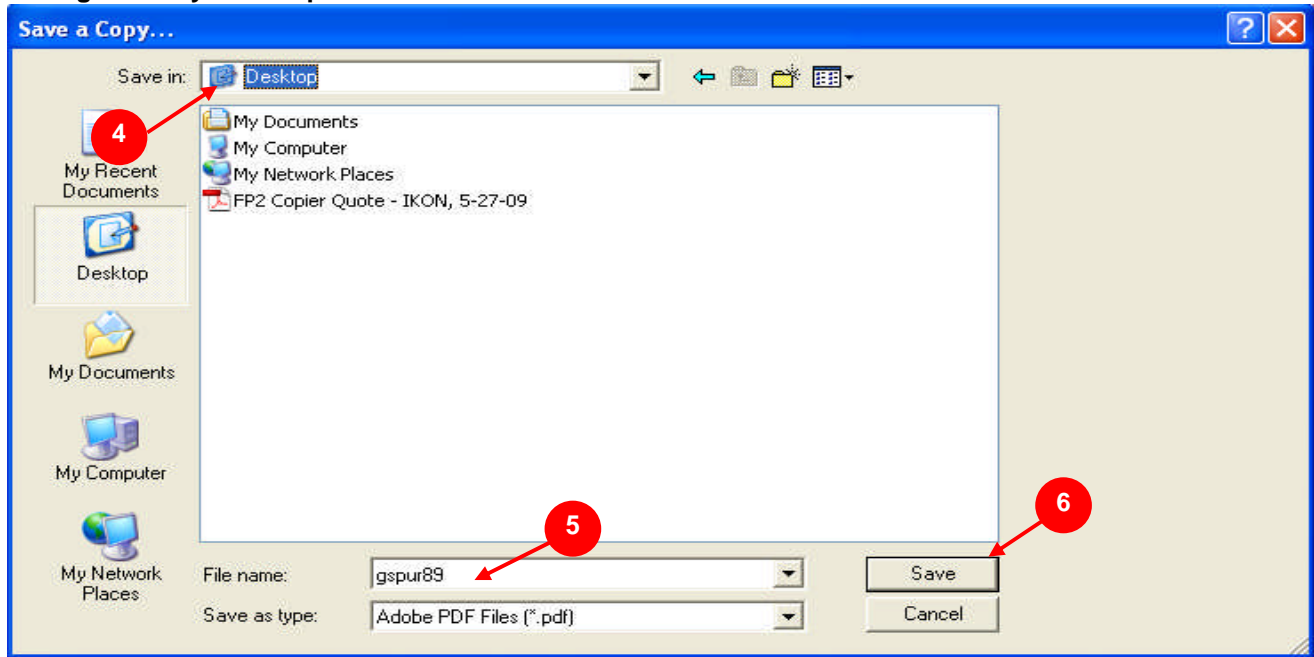 Save a Copy...
Save in:
Desktop
4
My Recent
Documents
Desktop
My Documents
My Computer
My Network
Places
My Documents
My Computer
My Network Places
FP2 Copier Quote - IKON, 5-27-09
5
6
File name:
gspur89
Save
Save as type:
Adobe PDF Files (*.pdf)
Cancel